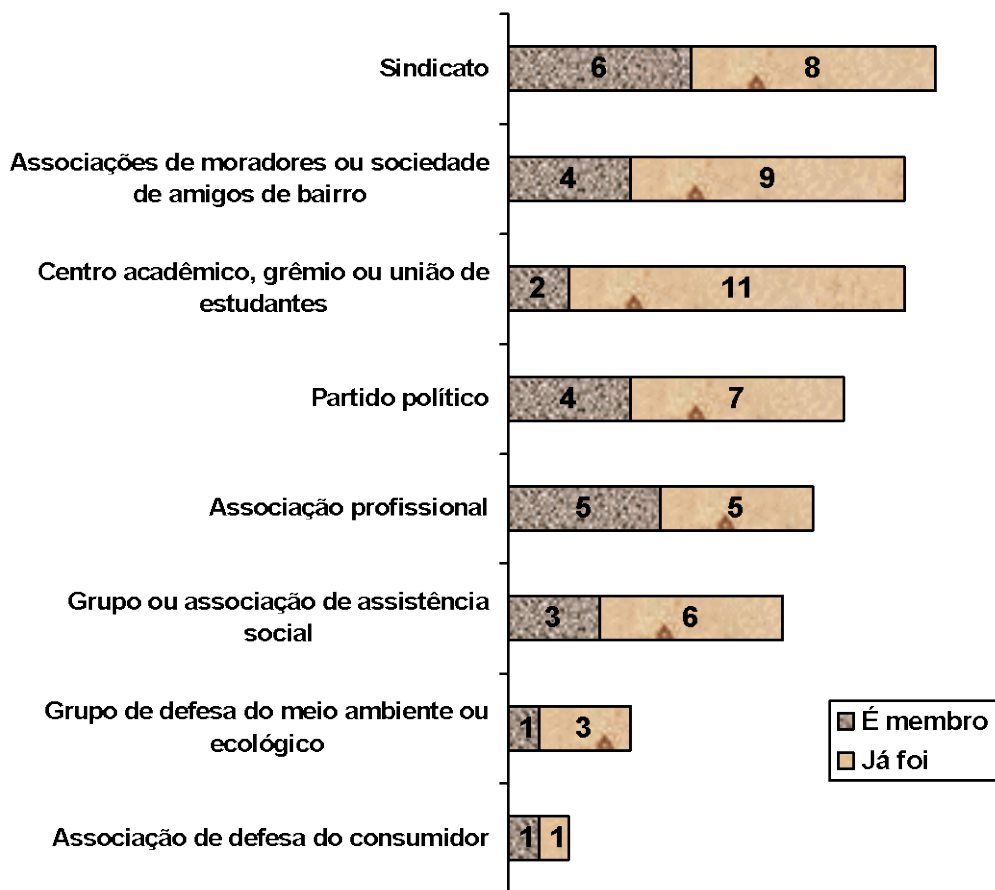 Sindicato
6 8
Associações de moradores ou sociedade
de amigos de bairro
4 9
Centro acadêmico, grêmio ou união de
estudantes
2 11
Partido político
4 7
Associação profissional
5 5
Grupo ou associação de assistência
social
3 6
Grupo de defesa do meio ambiente ou
ecológico
1 3
Associação de defesa do consumidor
1 1
É membro
Já foi